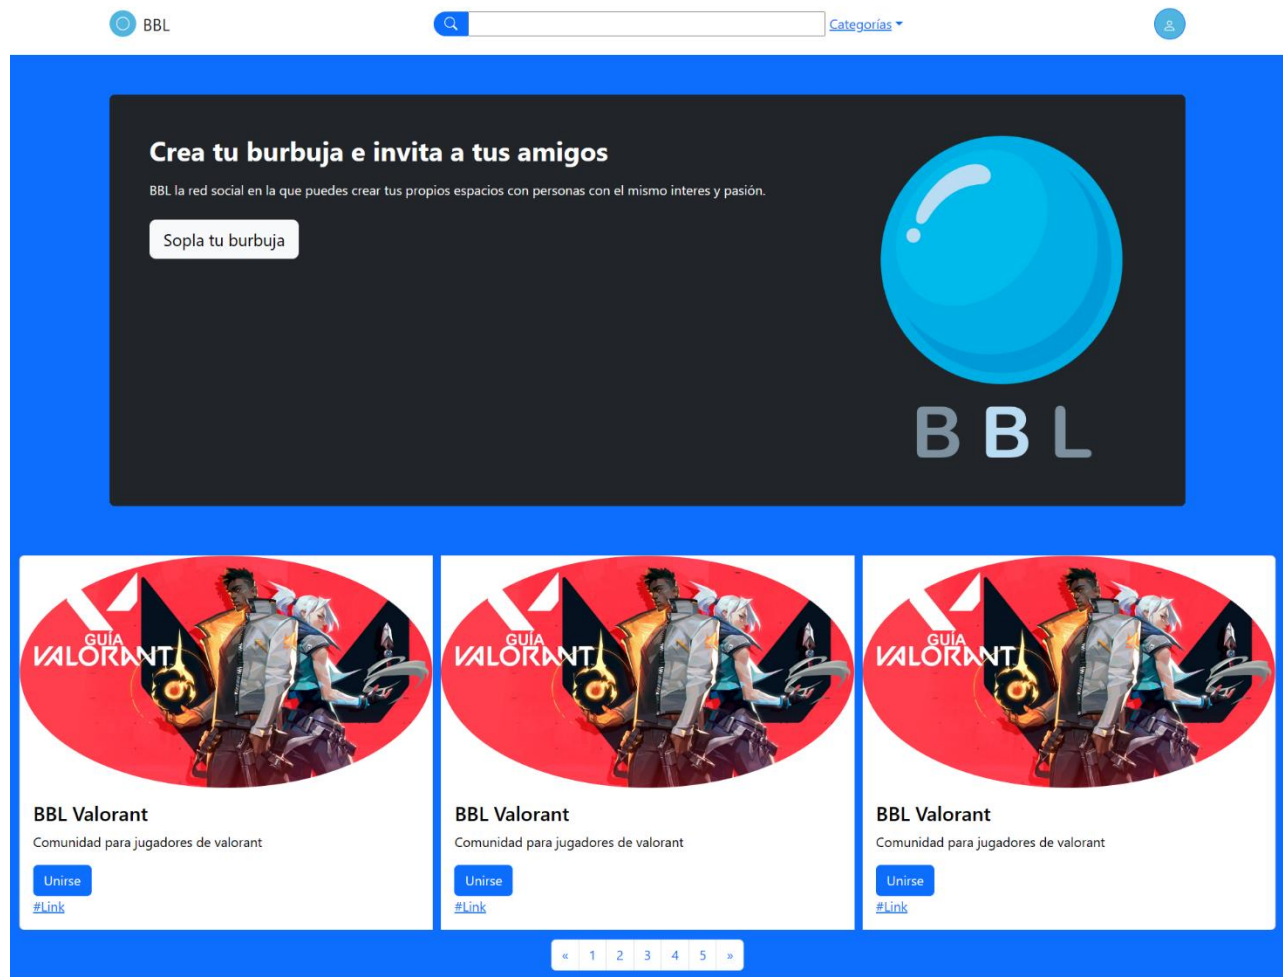 BBL
Categorías
Crea tu burbuja e invita a tus amigos
BBL la red social en la que puedes crear tus propios espacios con personas con el mismo interes y pasión.
Sopla tu burbuja
B B L
GUÍA
VALORANT
BBL Valorant
Comunidad para jugadores de valorant
Unirse
#Link
GUÍA
VALORANT
BBL Valorant
Comunidad para jugadores de valorant
Unirse
#Link
GUÍA
VALORANT
BBL Valorant
Comunidad para jugadores de valorant
Unirse
#Link
« 1 2 3 4 5 »